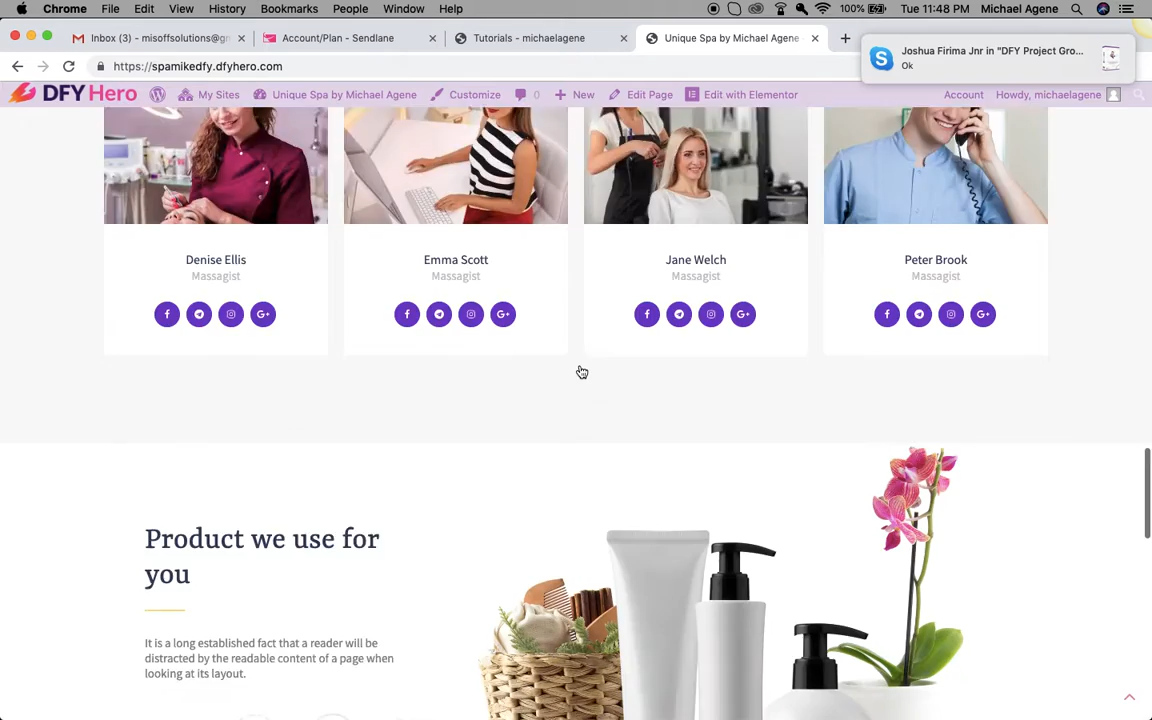 Chrome File Edit View History Bookmarks People Window Help 100% Tue 11:48 PM Michael Agene
Inbox (3) - misoffsolutions@gm
Account/Plan - Sendlane
Tutorials - michaelagene
Unique Spa by Michael Agene
Joshua Firima Jnr in "DFY Project Gro...
Ok
https://spamikedfy.dfyhero.com
DFY Hero My Sites Unique Spa by Michael Agene Customize 0 New Edit Page Edit with Elementor Account Howdy, michaelagene
Denise Ellis
Massagist
Emma Scott
Massagist
Jane Welch
Massagist
Peter Brook
Massagist
Product we use for
you
It is a long established fact that a reader will be
distracted by the readable content of a page when
looking at its layout.